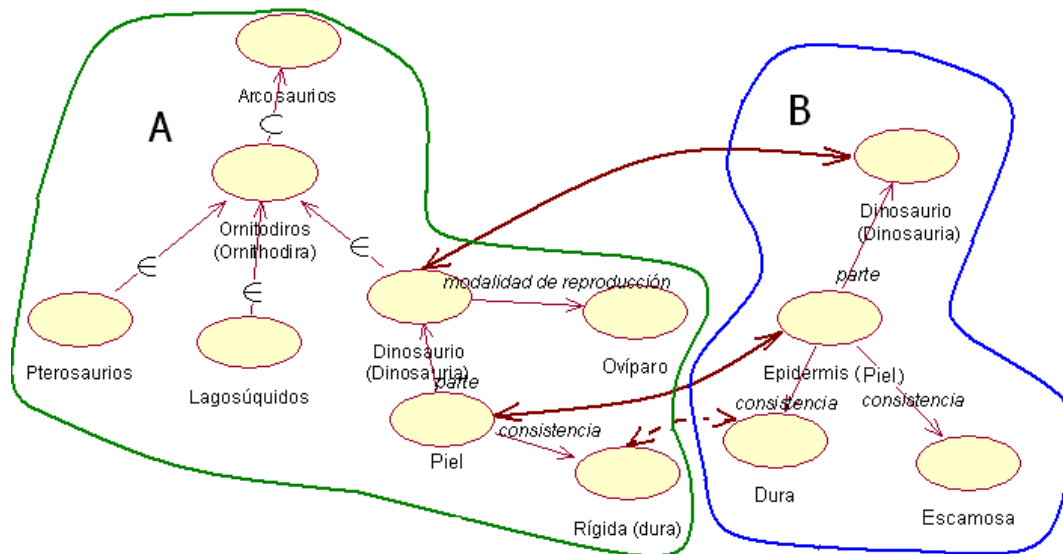 Arcosaurios
A
⊂
Ornitodiros
(Ornithodira)
∈
∈
∈
Pterosaurios
Lagosúquidos
modalidad de reproducción
Dinosaurio
(Dinosauria)
Ovíparo
parte
Piel
consistencia
Rígida (dura)
B
Dinosaurio
(Dinosauria)
parte
Epidermis (Piel)
consistencia
consistencia
Dura
Escamosa